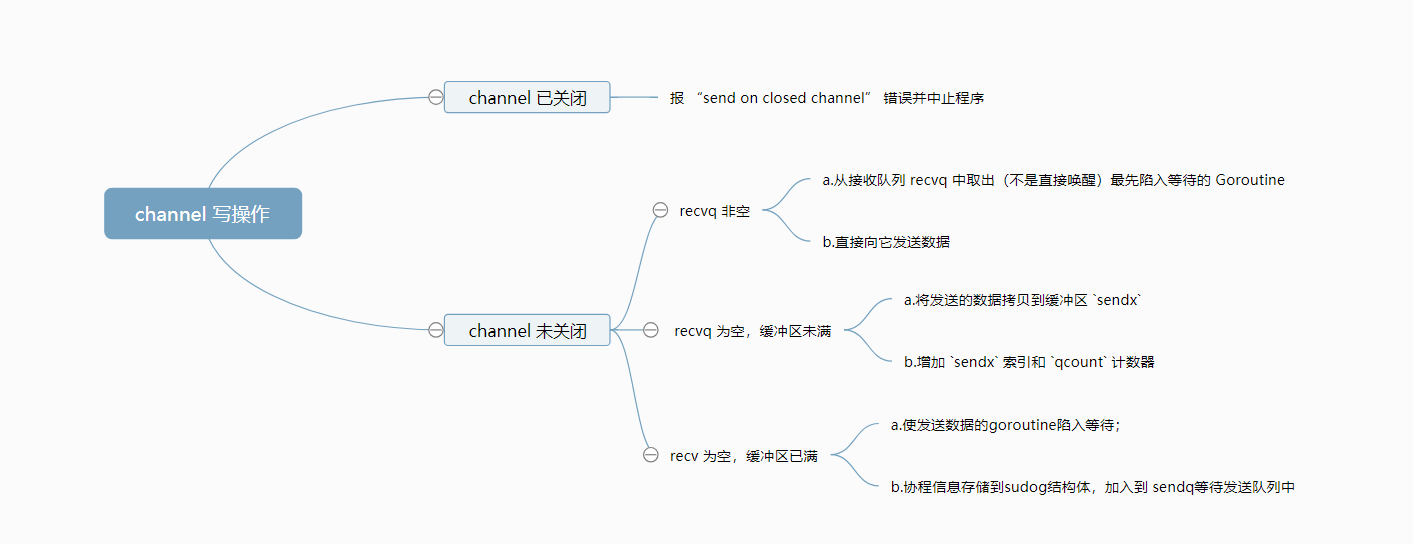 channel 写操作
channel 已关闭
报 “send on closed channel” 错误并中止程序
channel 未关闭
recvq 非空
a.从接收队列 recvq 中取出（不是直接唤醒）最先陷入等待的 Goroutine
b.直接向它发送数据
recvq 为空，缓冲区未满
a.将发送的数据拷贝到缓冲区 `sendx`
b.增加 `sendx` 索引和 `qcount` 计数器
recv 为空，缓冲区已满
a.使发送数据的goroutine陷入等待；
b.协程信息存储到sudog结构体，加入到 sendq等待发送队列中